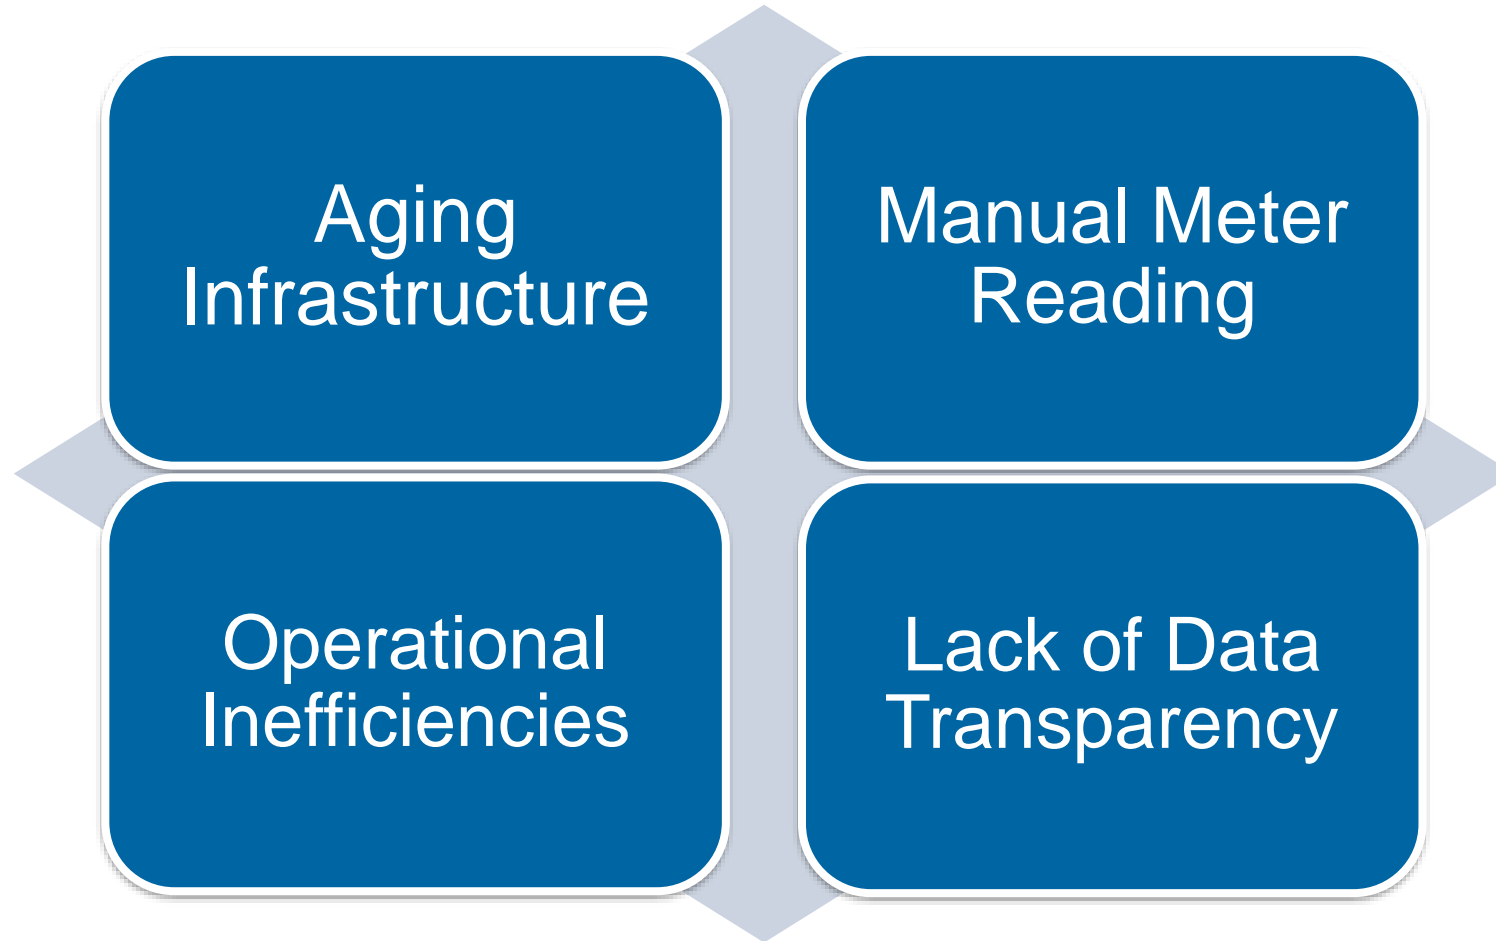 Aging
Infrastructure
Manual Meter
Reading
Operational
Inefficiencies
Lack of Data
Transparency